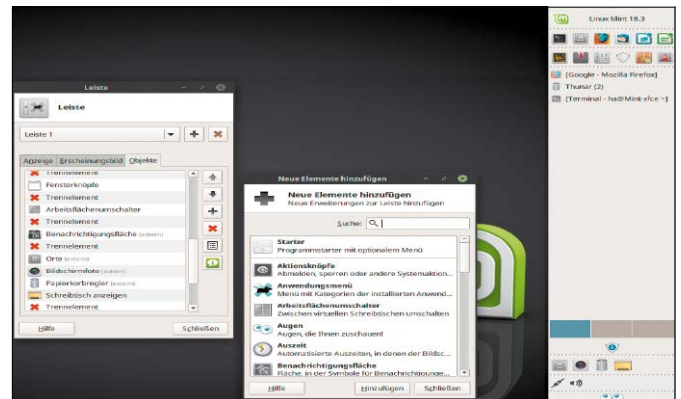 Leiste
Leiste
Leiste 1
Anzeige Erscheinungsbild Objekte
Trennelement
Fensterknöpfe
Trennelement
Arbeitsflächenumschalter
Trennelement
Benachrichtigungsfläche (extern)
Trennelement
Orte (extern)
Bildschirmfoto (extern)
Papierkorbregler (extern)
Schreibtisch anzeigen
Trennelement
Hilfe Schließen
Neue Elemente hinzufügen
Neue Elemente hinzufügen
Neue Erweiterungen zur Leiste hinzufügen
Suche:
Starter
Programmstarter mit optionalem Menü
Aktionsknöpfe
Abmelden, sperren oder andere Systemaktion...
Anwendungsmenü
Menü mit Kategorien der installierten Anwend...
Arbeitsflächenumschalter
Zwischen virtuellen Schreibtischen umschalten
Augen
Augen, die Ihnen zuschauen!
Auszeit
Automatisierte Auszeiten, in denen der Bildsc...
Benachrichtigungsfläche
Fläche, in der Symbole für Benachrichtigunge...
Hilfe Hinzufügen Schließen
Linux Mint 18.3
[Google - Mozilla Firefox]
Thunar (2)
[Terminal - ha@Mint-xfce ~]